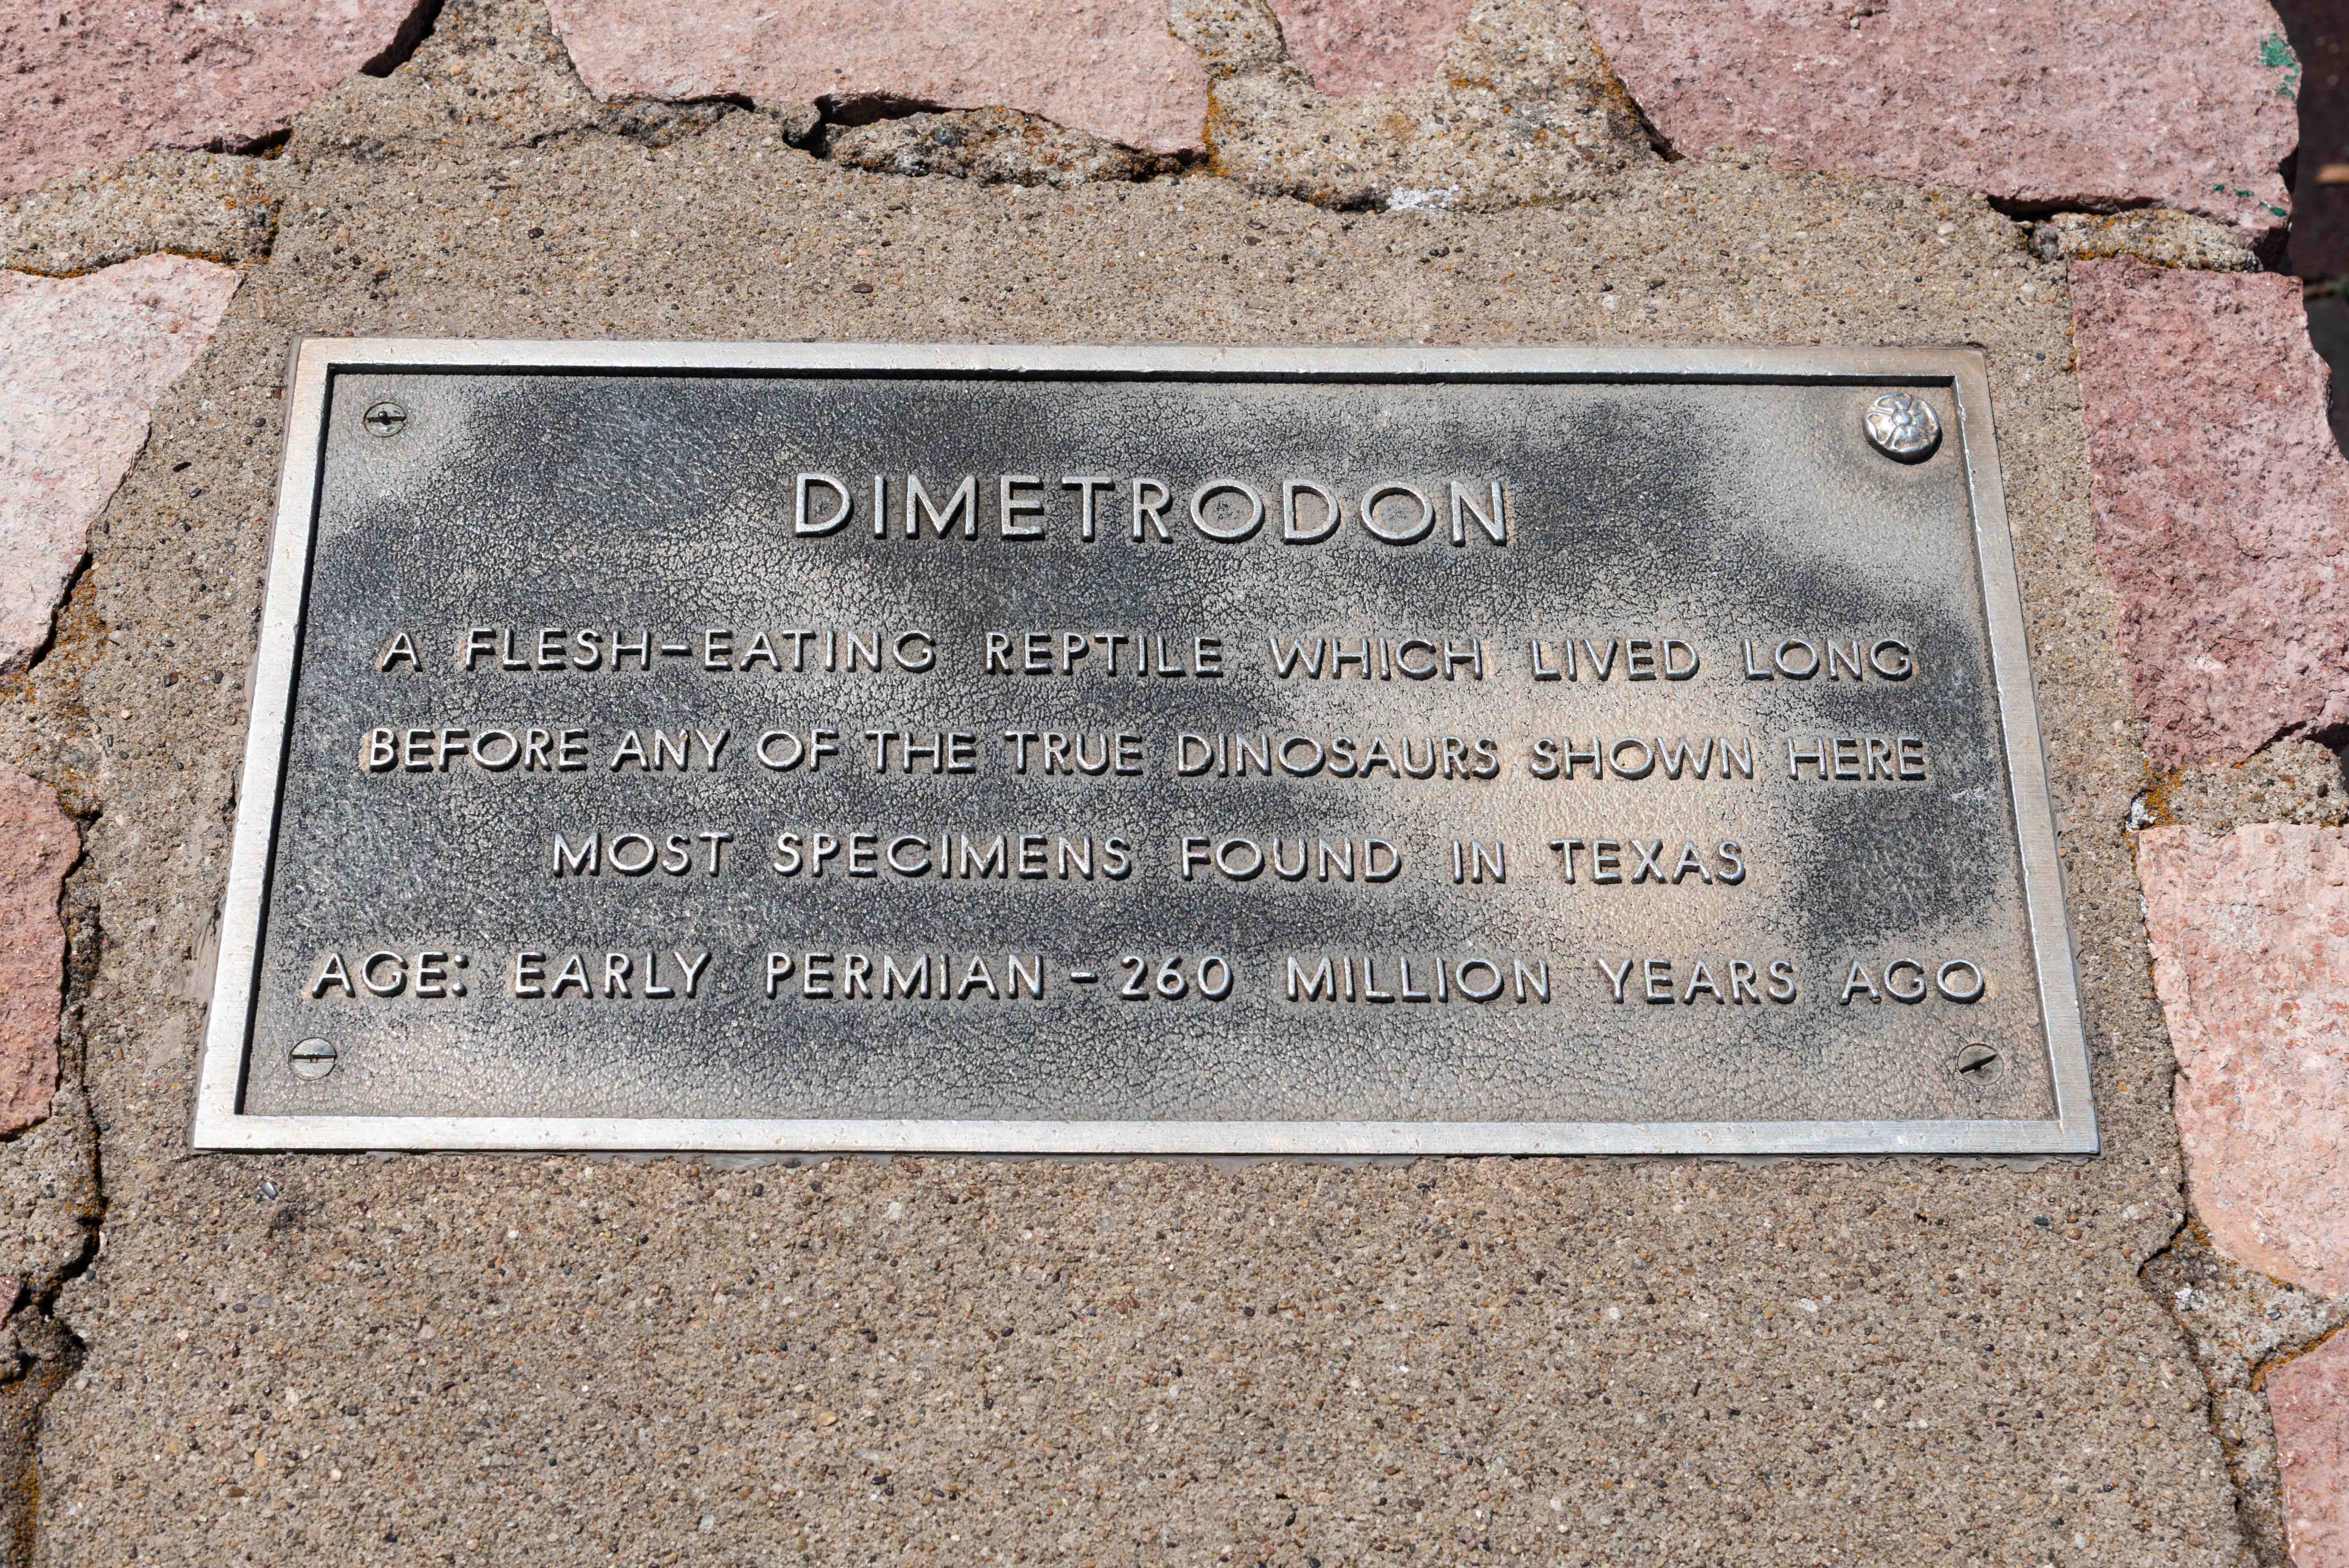 DIMETRODON
A FLESH-EATING REPTILE WHICH LIVED LONG
BEFORE ANY OF THE TRUE DINOSAURS SHOWN HERE
MOST SPECIMENS FOUND IN TEXAS
AGE: EARLY PERMIAN - 260 MILLION YEARS AGO